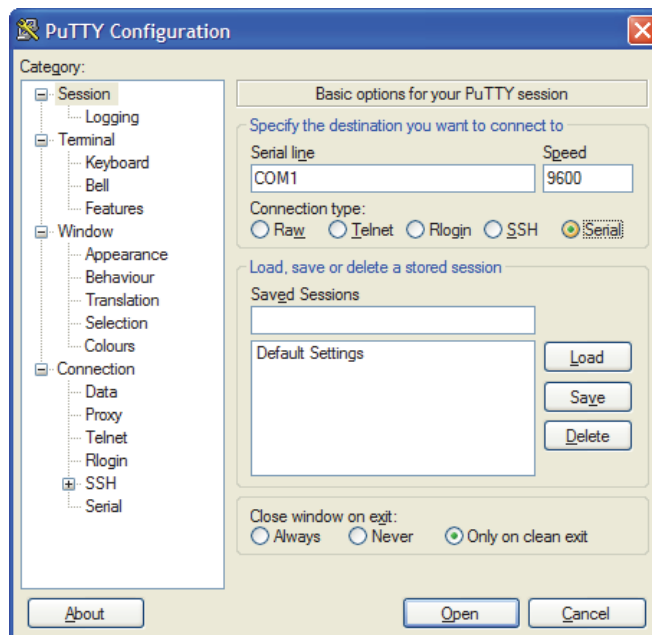 PuTTY Configuration
Category:
Session
Logging
Terminal
Keyboard
Bell
Features
Window
Appearance
Behaviour
Translation
Selection
Colours
Connection
Data
Proxy
Telnet
Rlogin
SSH
Serial
Basic options for your PuTTY session
Specify the destination you want to connect to
Serial line Speed
COM1 9600
Connection type:
Raw Telnet Rlogin SSH Serial
Load, save or delete a stored session
Saved Sessions
Default Settings
Load
Save
Delete
Close window on exit:
Always Never Only on clean exit
About Open Cancel